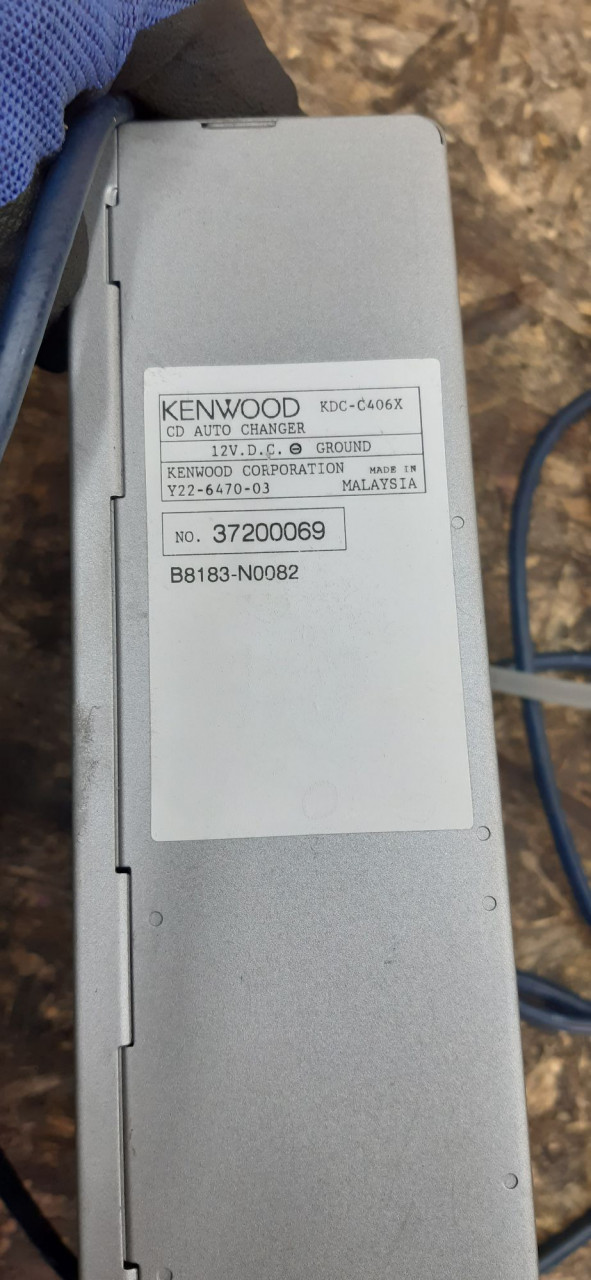 KENWOOD KDC-C406X
CD AUTO CHANGER
12V.D.C. ⊖ GROUND
KENWOOD CORPORATION MADE IN
Y22-6470-03 MALAYSIA
NO. 37200069
B8183-N0082